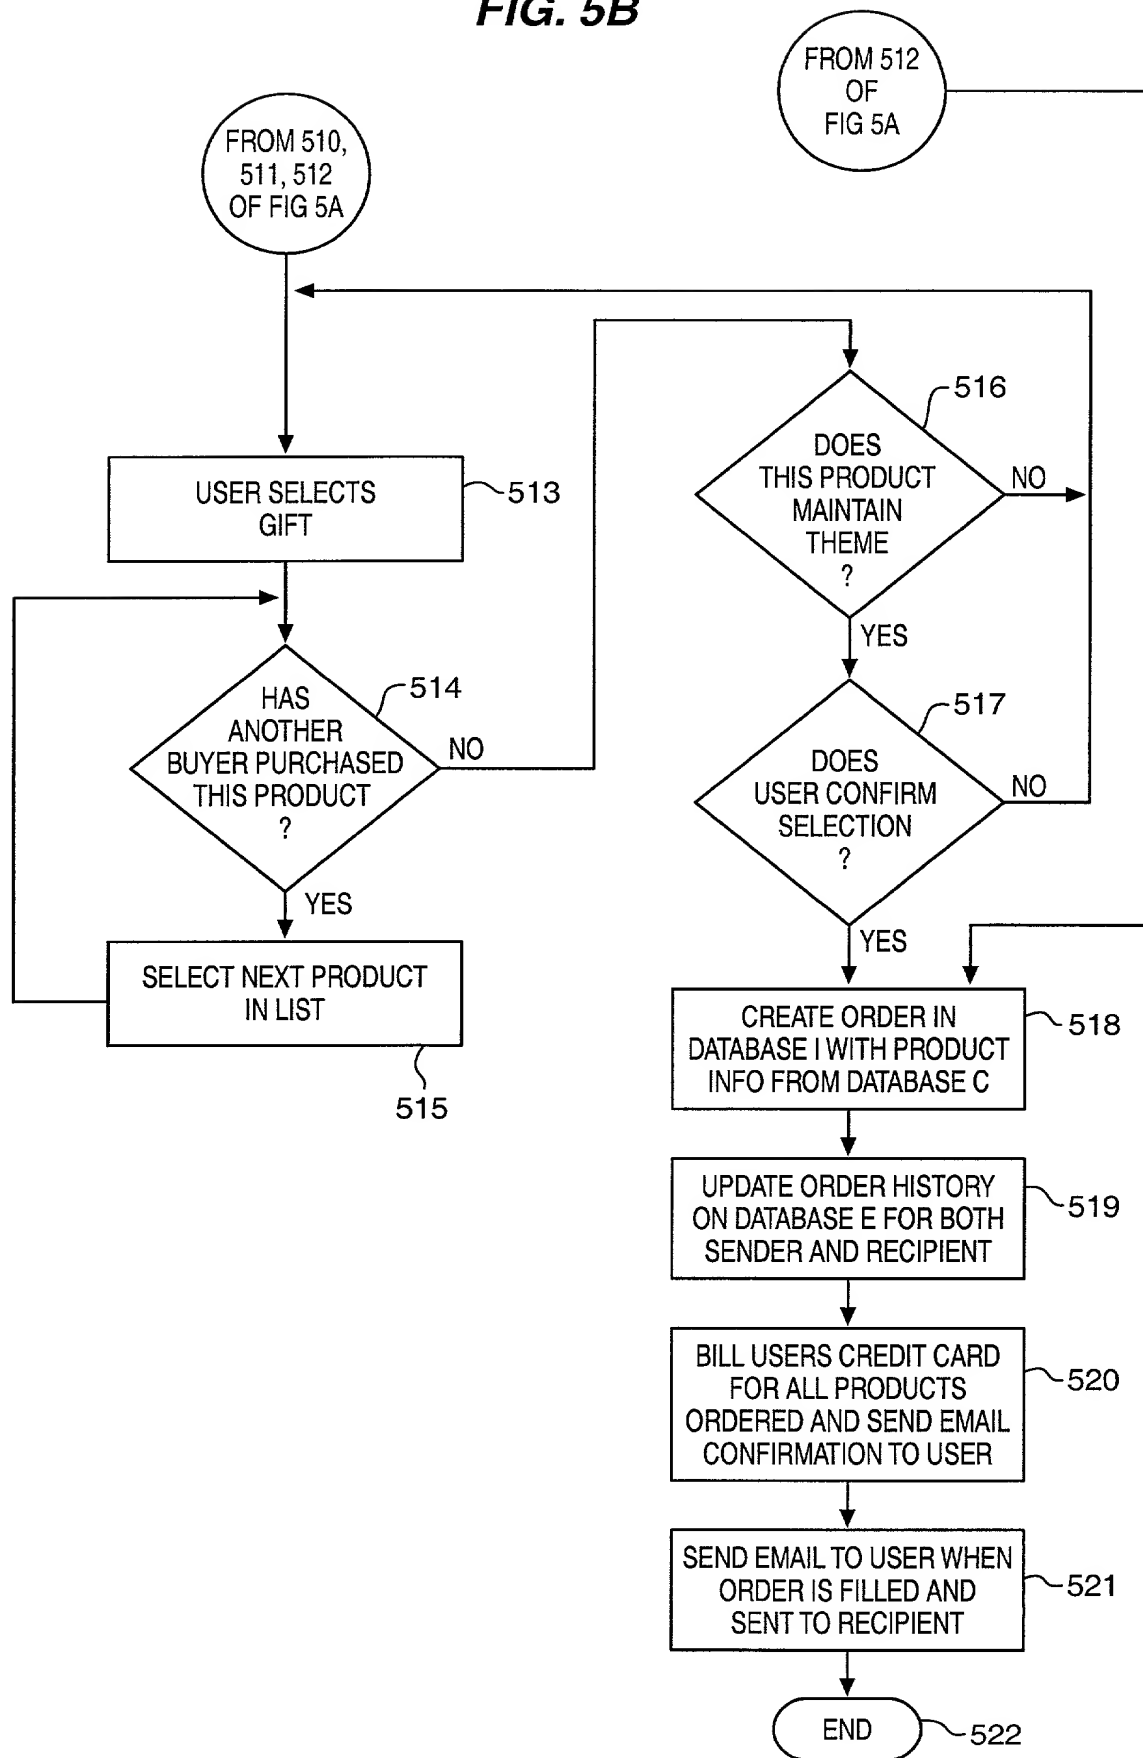 FIG. 5B
FROM 512
OF
FIG 5A
FROM 510,
511, 512
OF FIG 5A
USER SELECTS
GIFT
513
HAS
ANOTHER
BUYER PURCHASED
THIS PRODUCT
?
514
NO
YES
SELECT NEXT PRODUCT
IN LIST
515
DOES
THIS PRODUCT
MAINTAIN
THEME
?
516
NO
YES
DOES
USER CONFIRM
SELECTION
?
517
NO
YES
CREATE ORDER IN
DATABASE I WITH PRODUCT
INFO FROM DATABASE C
518
UPDATE ORDER HISTORY
ON DATABASE E FOR BOTH
SENDER AND RECIPIENT
519
BILL USERS CREDIT CARD
FOR ALL PRODUCTS
ORDERED AND SEND EMAIL
CONFIRMATION TO USER
520
SEND EMAIL TO USER WHEN
ORDER IS FILLED AND
SENT TO RECIPIENT
521
END
522